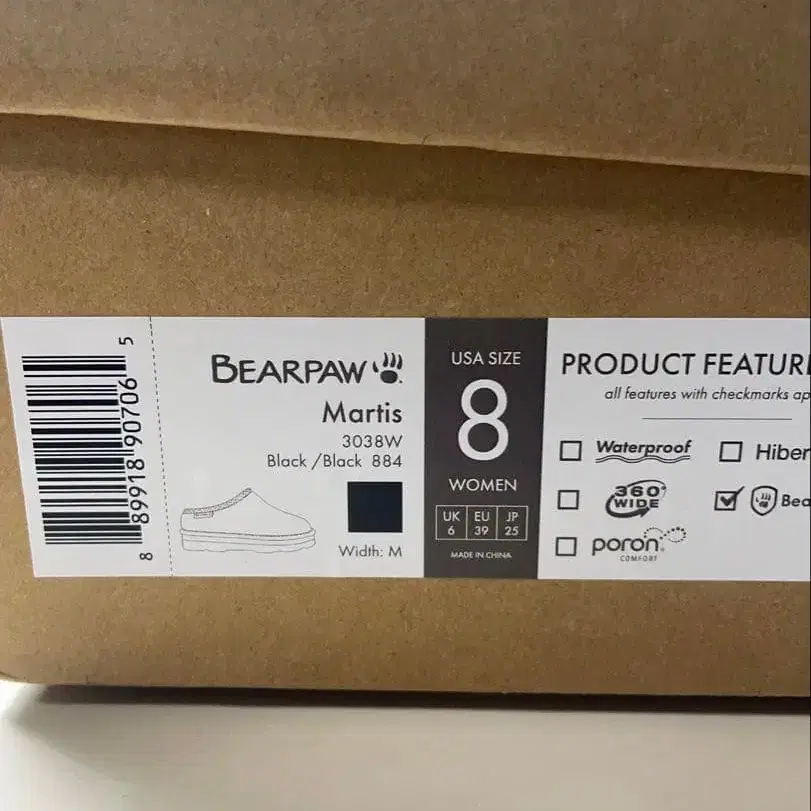 8 89918 90706 5
BEARPAW
Martis
3038W
Black /Black 884
Width: M
USA SIZE
8
WOMEN
UK EU JP
6 39 25
MADE IN CHINA
PRODUCT FEATUR
all features with checkmarks ap
Waterproof
Hiber
360°
WIDE
Bea
poron
COMFORT